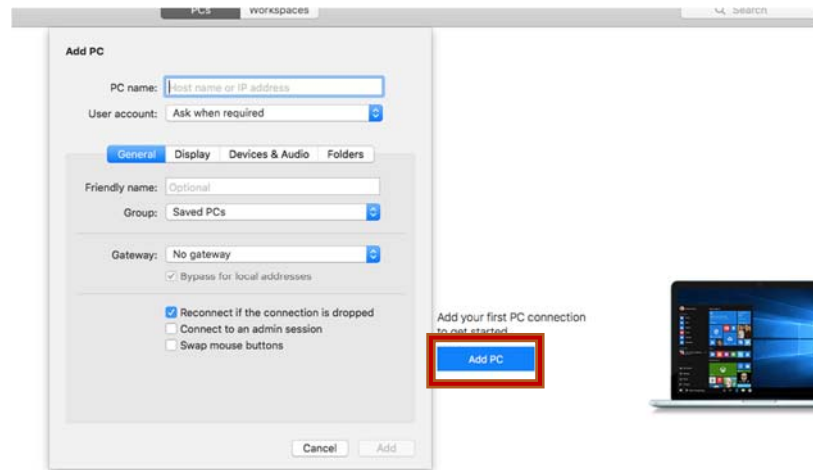 PCs Workspaces Search
Add PC
PC name: Host name or IP address
User account: Ask when required
General Display Devices & Audio Folders
Friendly name: Optional
Group: Saved PCs
Gateway: No gateway
Bypass for local addresses
Reconnect if the connection is dropped
Connect to an admin session
Swap mouse buttons
Cancel Add
Add your first PC connection
to get started
Add PC